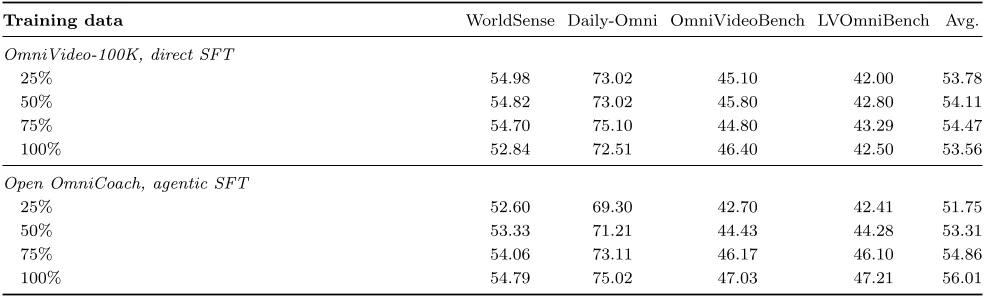 Training data WorldSense Daily-Omni OmniVideoBench LVOmniBench Avg.
OmniVideo-100K, direct SFT
25% 54.98 73.02 45.10 42.00 53.78
50% 54.82 73.02 45.80 42.80 54.11
75% 54.70 75.10 44.80 43.29 54.47
100% 52.84 72.51 46.40 42.50 53.56
Open OmniCoach, agentic SFT
25% 52.60 69.30 42.70 42.41 51.75
50% 53.33 71.21 44.43 44.28 53.31
75% 54.06 73.11 46.17 46.10 54.86
100% 54.79 75.02 47.03 47.21 56.01